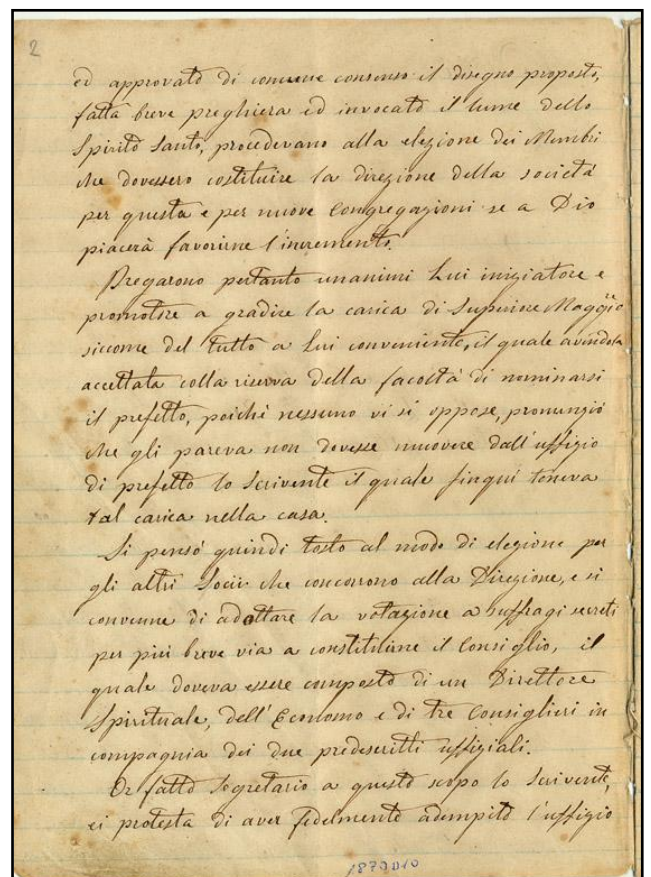 2
ed approvato di comune consenso il disegno proposto,
fatta breve preghiera ed invocato il lume dello
Spirito Santo, procedevano alla elezione dei Membri
che dovessero costituire la direzione della società
per questa e per nuove Congregazioni se a Dio
piacerà favorirne l'incremento.
Pregarono pertanto unanimi Lui iniziatore e
promotore a gradire la carica di Superiore Maggre
siccome del tutto a Lui conveniente, il quale avendola
accettata colla riserva della facoltà di nominarsi
il prefetto, poichè nessuno vi si oppose, pronunziò
che gli pareva non dovesse muovere dall'uffizio
di prefetto lo Scrivente il quale fin qui teneva
tal carica nella casa.
Si pensò quindi tosto al modo di elezione per
gli altri Socii che concorrono alla Direzione, e si
convenne di adottare la votazione a suffragi secreti
per più breve via a constituirne il Consiglio, il
quale doveva essere composto di un Direttore
Spirituale, dell'Economo e di tre Consiglieri in
compagnia dei due predescritti uffiziali.
Or fatto Segretario a questo scopo lo Scrivente,
ei protesta di aver fedelmente adempito l'uffizio